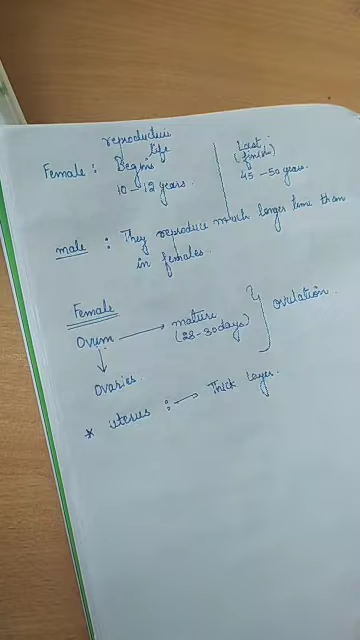 reproductive life
Female : Begins
10 – 12 years.
Last (finish)
45 – 50 years.
male : They reproduce much longer time than
in females.
Female
Ovum → mature
(28 – 30 days)
} ovulation.
↓
Ovaries.
* uterus : → Thick layer.